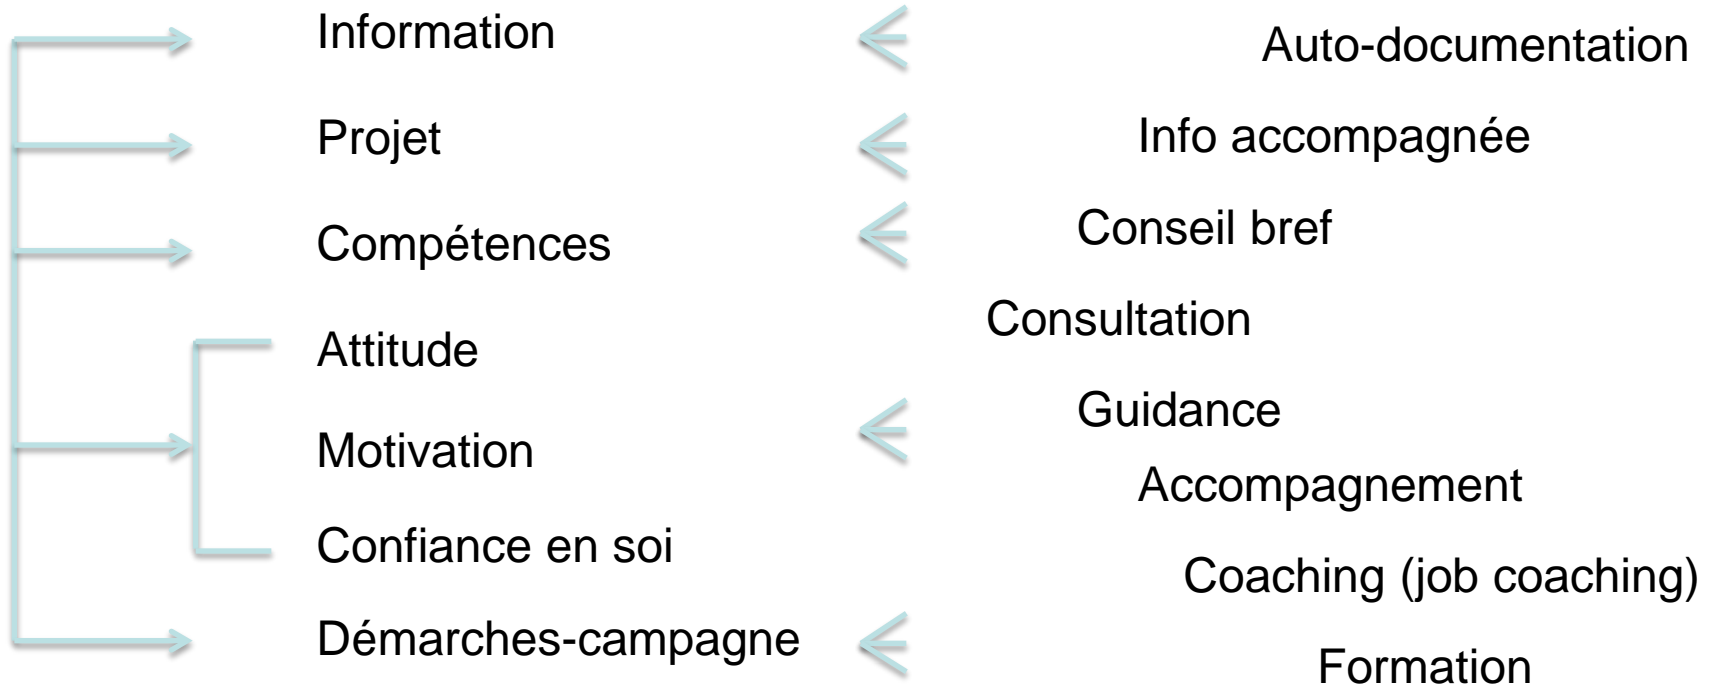 Information
Projet
Compétences
Attitude
Motivation
Confiance en soi
Démarches-campagne
Auto-documentation
Info accompagnée
Conseil bref
Consultation
Guidance
Accompagnement
Coaching (job coaching)
Formation